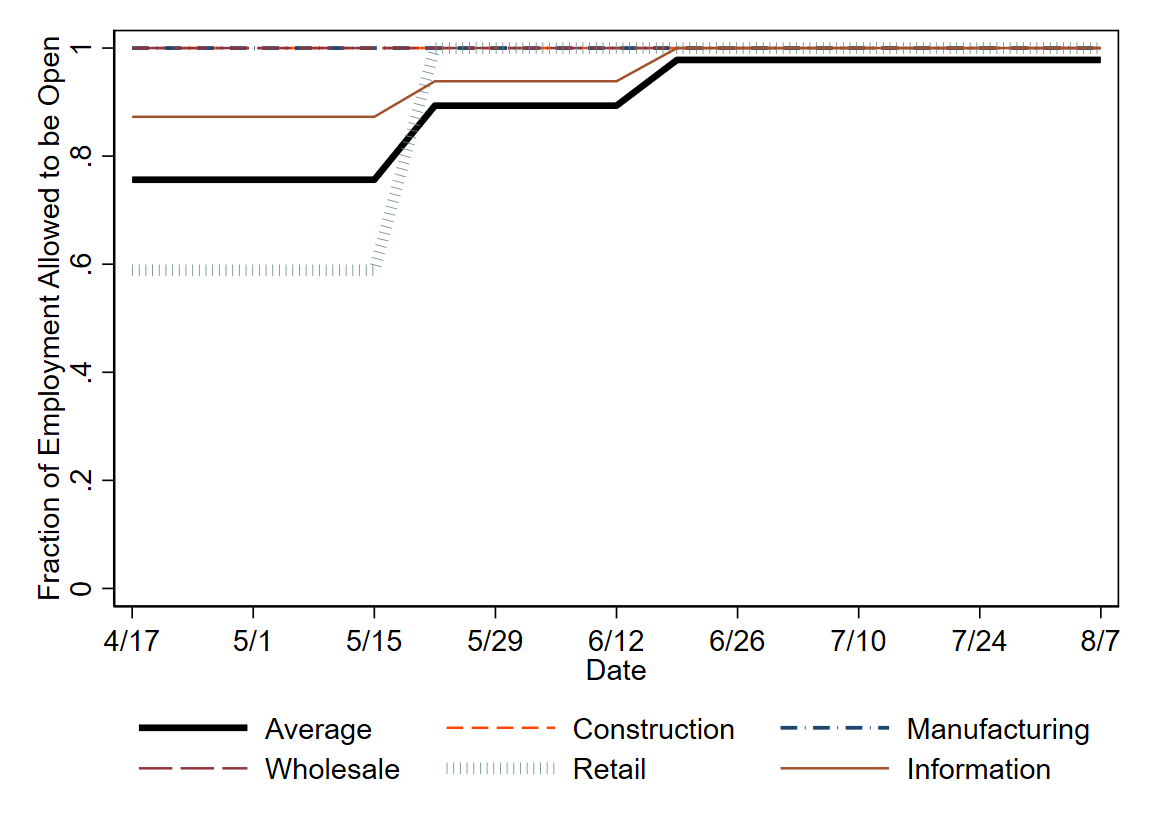 Fraction of Employment Allowed to be Open
1
.8
.6
.4
.2
0
4/17 5/1 5/15 5/29 6/12 6/26 7/10 7/24 8/7
Date
Average Construction Manufacturing
Wholesale Retail Information